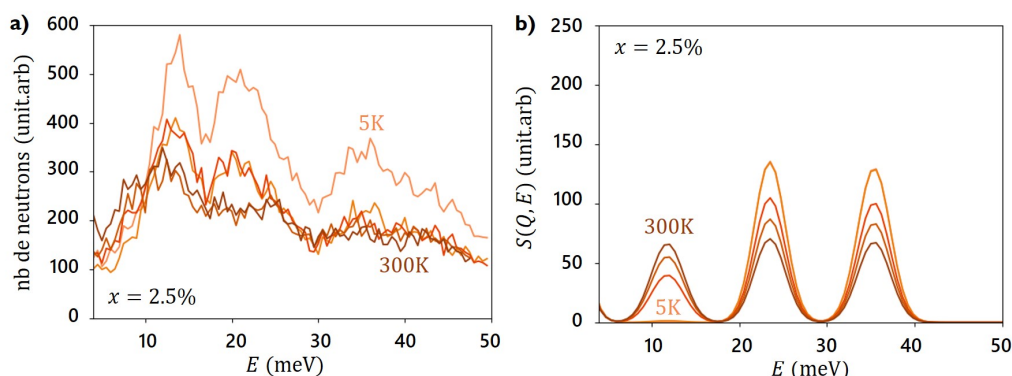 a)
nb de neutrons (unit.arb)
600
500
400
300
200
100
0
5K
300K
x = 2.5%
10 20 30 40 50
E (meV)
b)
S(Q, E) (unit.arb)
250
200
150
100
50
0
x = 2.5%
300K
5K
10 20 30 40 50
E (meV)